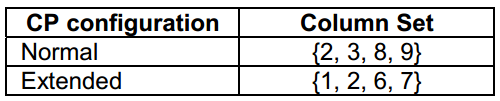 CP configuration Column Set
Normal {2, 3, 8, 9}
Extended {1, 2, 6, 7}